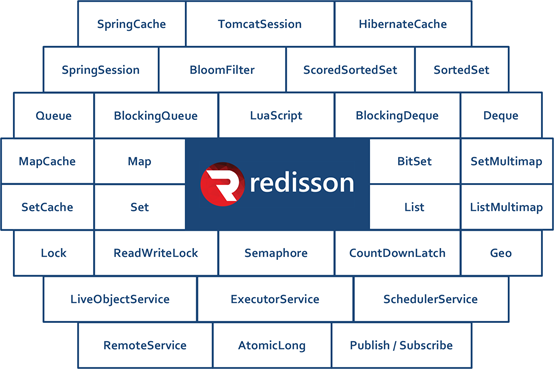 SpringCache TomcatSession HibernateCache
SpringSession BloomFilter ScoredSortedSet SortedSet
Queue BlockingQueue LuaScript BlockingDeque Deque
MapCache Map BitSet SetMultimap
redisson
SetCache Set List ListMultimap
Lock ReadWriteLock Semaphore CountDownLatch Geo
LiveObjectService ExecutorService SchedulerService
RemoteService AtomicLong Publish / Subscribe